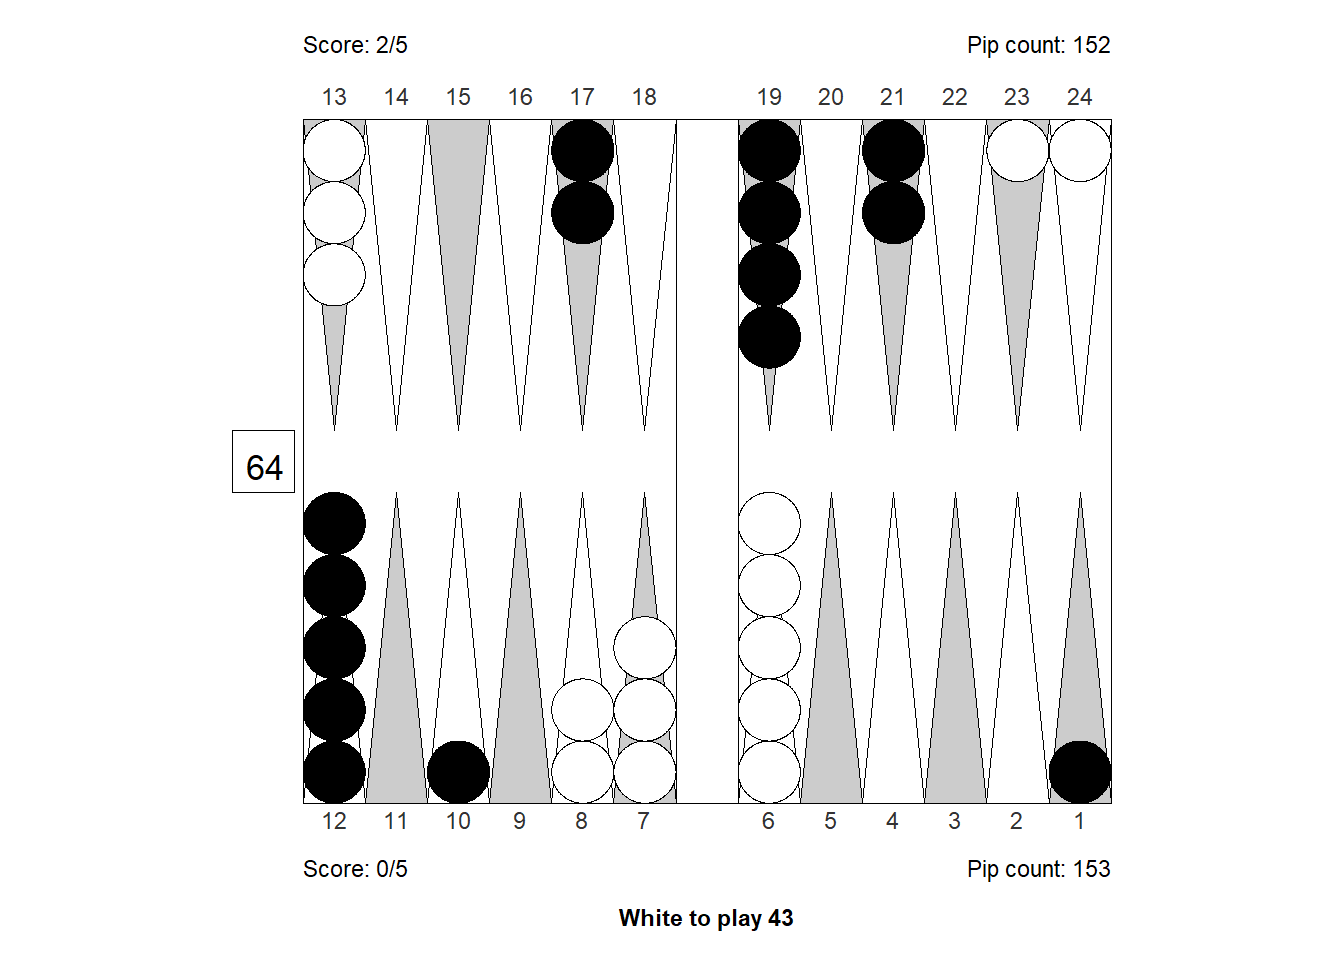 Score: 2/5 Pip count: 152
13 14 15 16 17 18 19 20 21 22 23 24
64
12 11 10 9 8 7 6 5 4 3 2 1
Score: 0/5 Pip count: 153
White to play 43